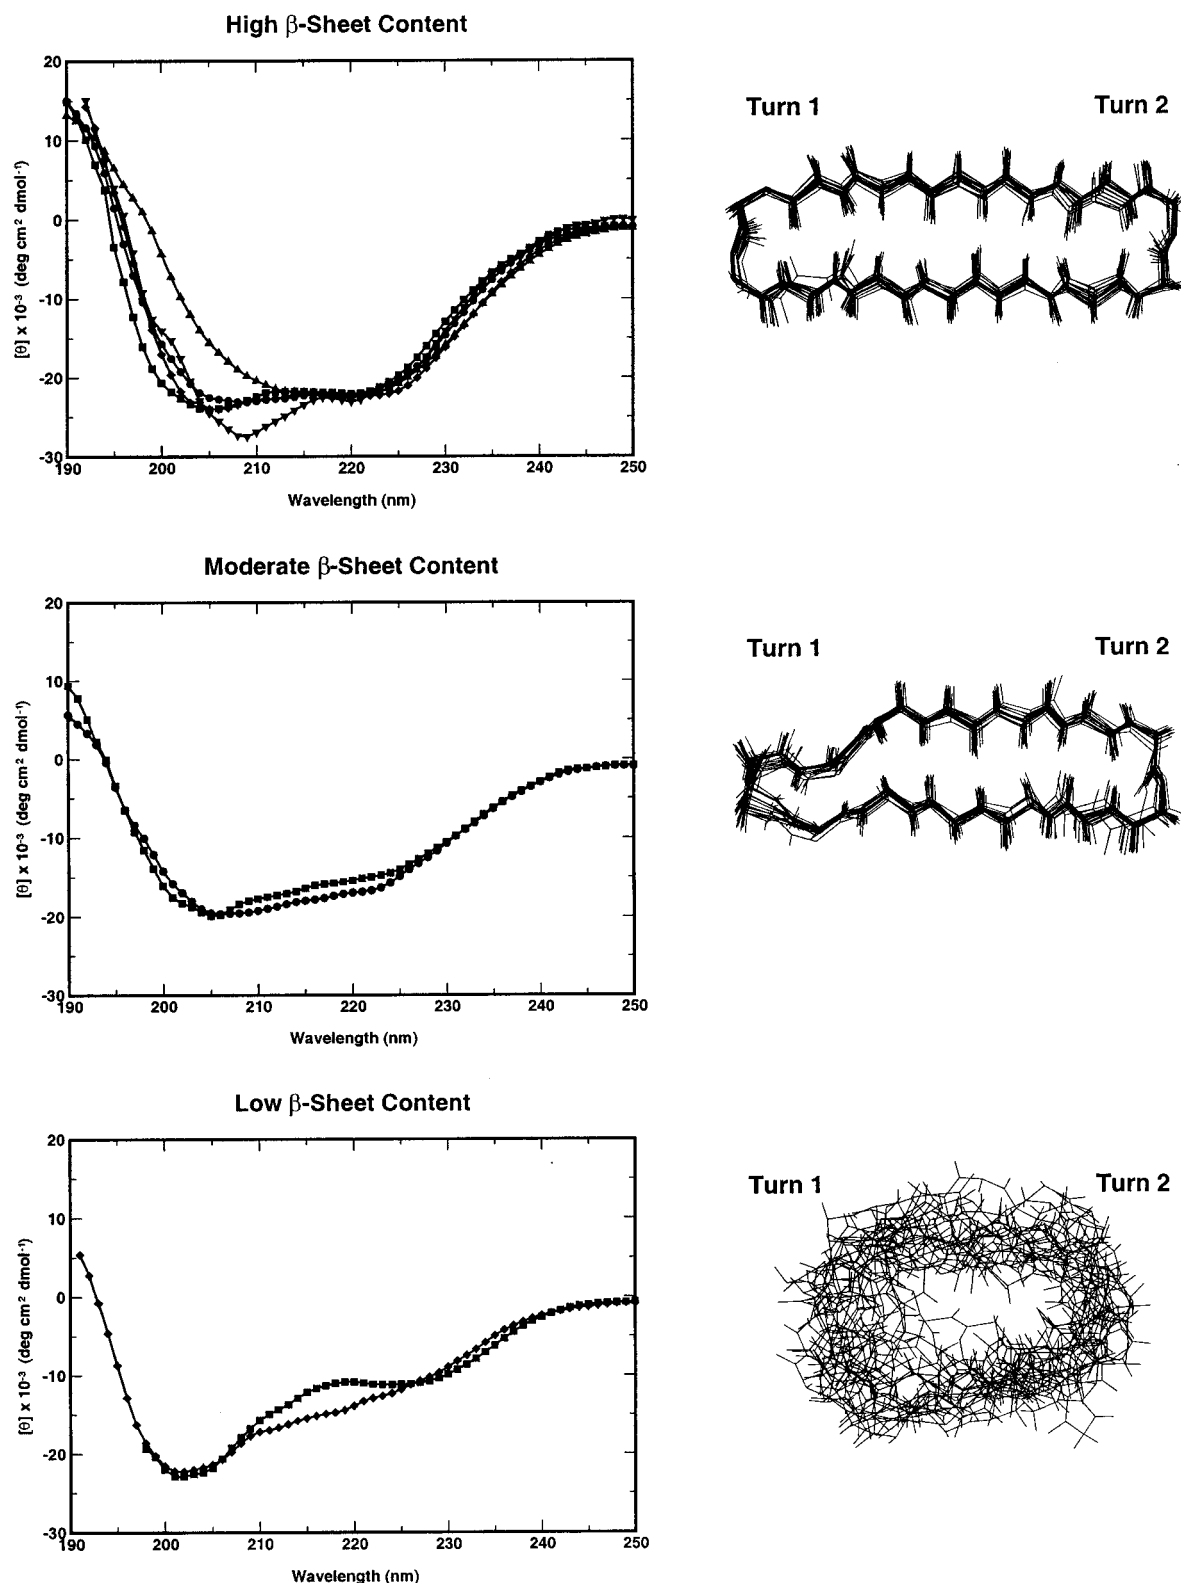 High β-Sheet Content
20
10
0
-10
-20
-30
190 200 210 220 230 240 250
[θ] x 10⁻³ (deg cm² dmol⁻¹)
Wavelength (nm)
Turn 1 Turn 2
Moderate β-Sheet Content
20
10
0
-10
-20
-30
190 200 210 220 230 240 250
[θ] x 10⁻³ (deg cm² dmol⁻¹)
Wavelength (nm)
Turn 1 Turn 2
Low β-Sheet Content
20
10
0
-10
-20
-30
190 200 210 220 230 240 250
[θ] x 10⁻³ (deg cm² dmol⁻¹)
Wavelength (nm)
Turn 1 Turn 2